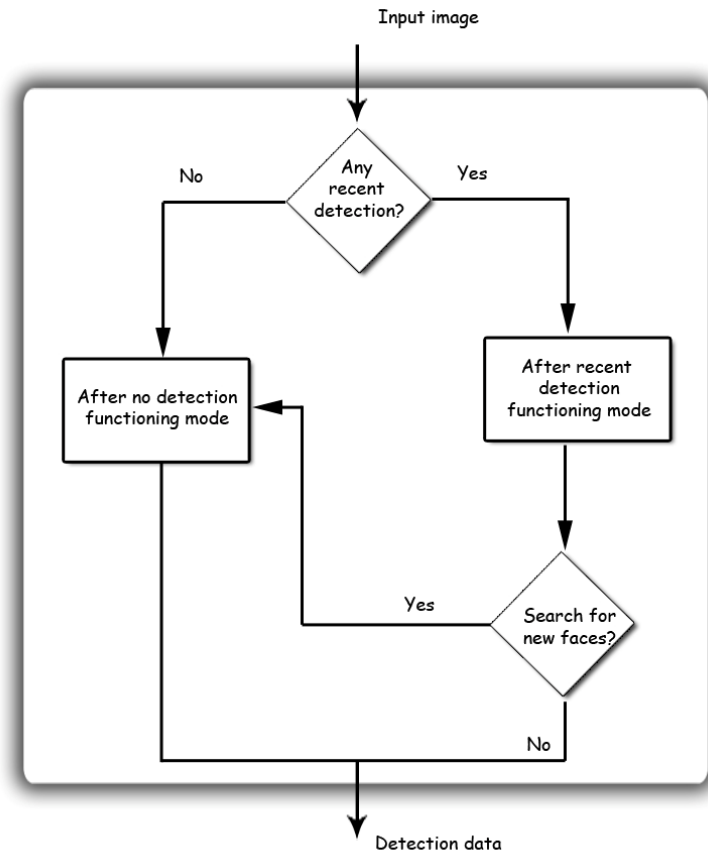 Input image
Any
recent
detection?
No
Yes
After no detection
functioning mode
After recent
detection
functioning mode
Yes
Search for
new faces?
No
Detection data